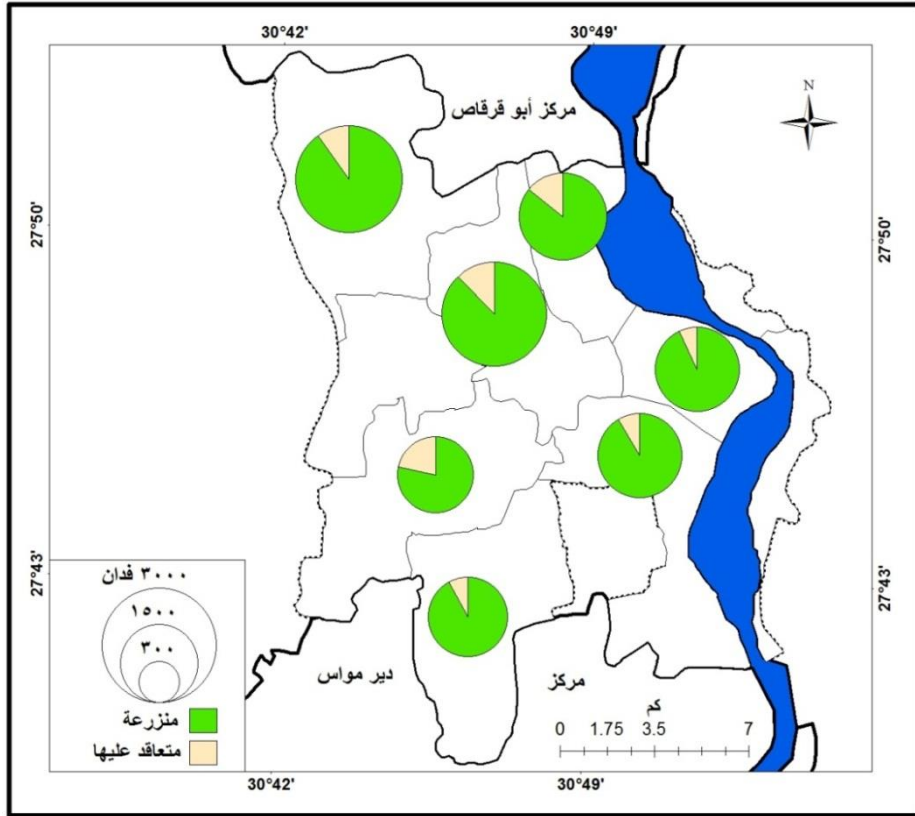 30°42'
30°49'
N
مركز أبو قرقاص
27°50'
27°50'
27°43'
27°43'
٣٠٠٠ فدان
١٥٠٠
٣٠٠
منزرعة
متعاقد عليها
دير مواس
مركز
كم
0 1.75 3.5 7
30°42'
30°49'